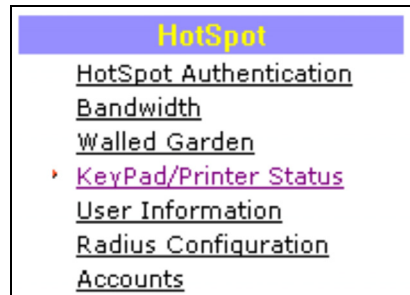 HotSpot
HotSpot Authentication
Bandwidth
Walled Garden
KeyPad/Printer Status
User Information
Radius Configuration
Accounts